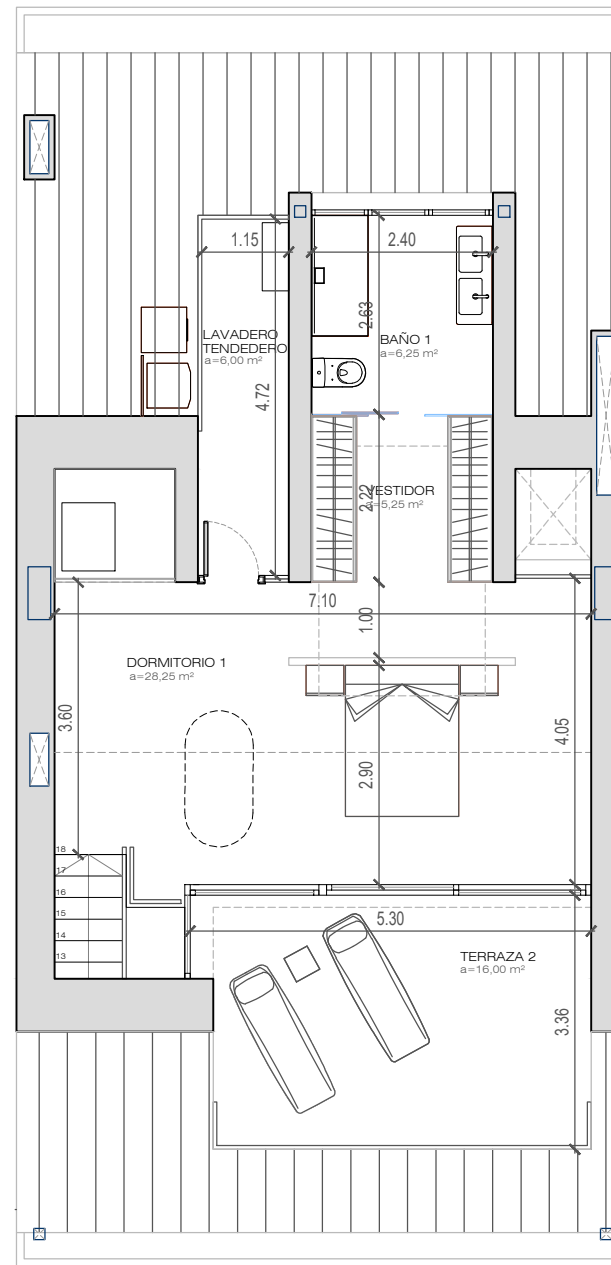 1.15
2.40
2.63
LAVADERO
TENDEDERO
a=6,00 m²
BAÑO 1
a=6,25 m²
4.72
2.22
VESTIDOR
a=5,25 m²
7.10
1.00
DORMITORIO 1
a=28,25 m²
3.60
4.05
2.90
18
17
16
15
14
13
5.30
TERRAZA 2
a=16,00 m²
3.36